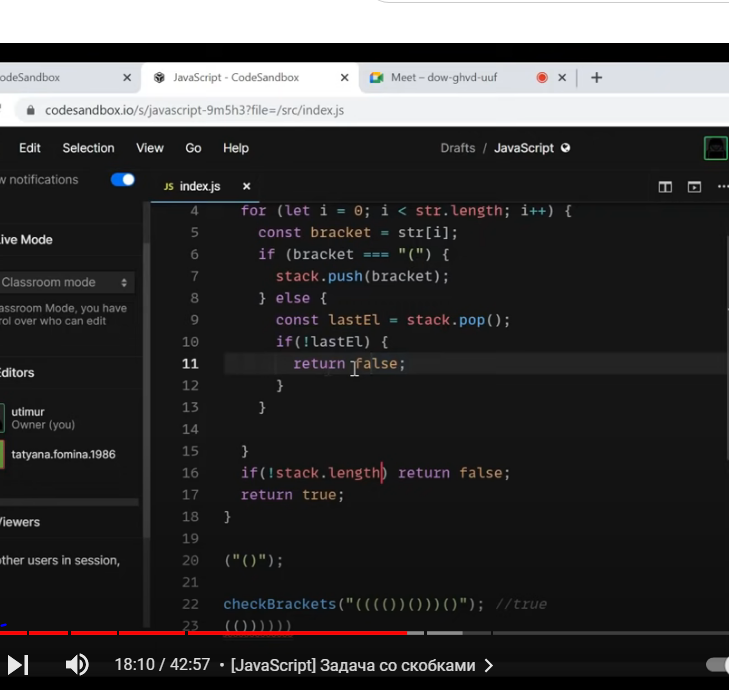 odeSandbox
JavaScript - CodeSandbox
Meet – dow-ghvd-uuf
codesandbox.io/s/javascript-9m5h3?file=/src/index.js
Edit Selection View Go Help Drafts / JavaScript
w notifications
JS index.js
4 for (let i = 0; i < str.length; i++) {
ive Mode
5 const bracket = str[i];
6 if (bracket === "(") {
Classroom mode
7 stack.push(bracket);
assroom Mode, you have
rol over who can edit
8 } else {
9 const lastEl = stack.pop();
10 if(!lastEl) {
11 return false;
ditors
12 }
13 }
utimur
Owner (you)
14
15 }
tatyana.fomina.1986
16 if(!stack.length) return false;
17 return true;
18 }
iewers
19
20 ("()");
other users in session,
21
22 checkBrackets("(((())()))()"); //true
23 (())))))
18:10 / 42:57 • [JavaScript] Задача со скобками